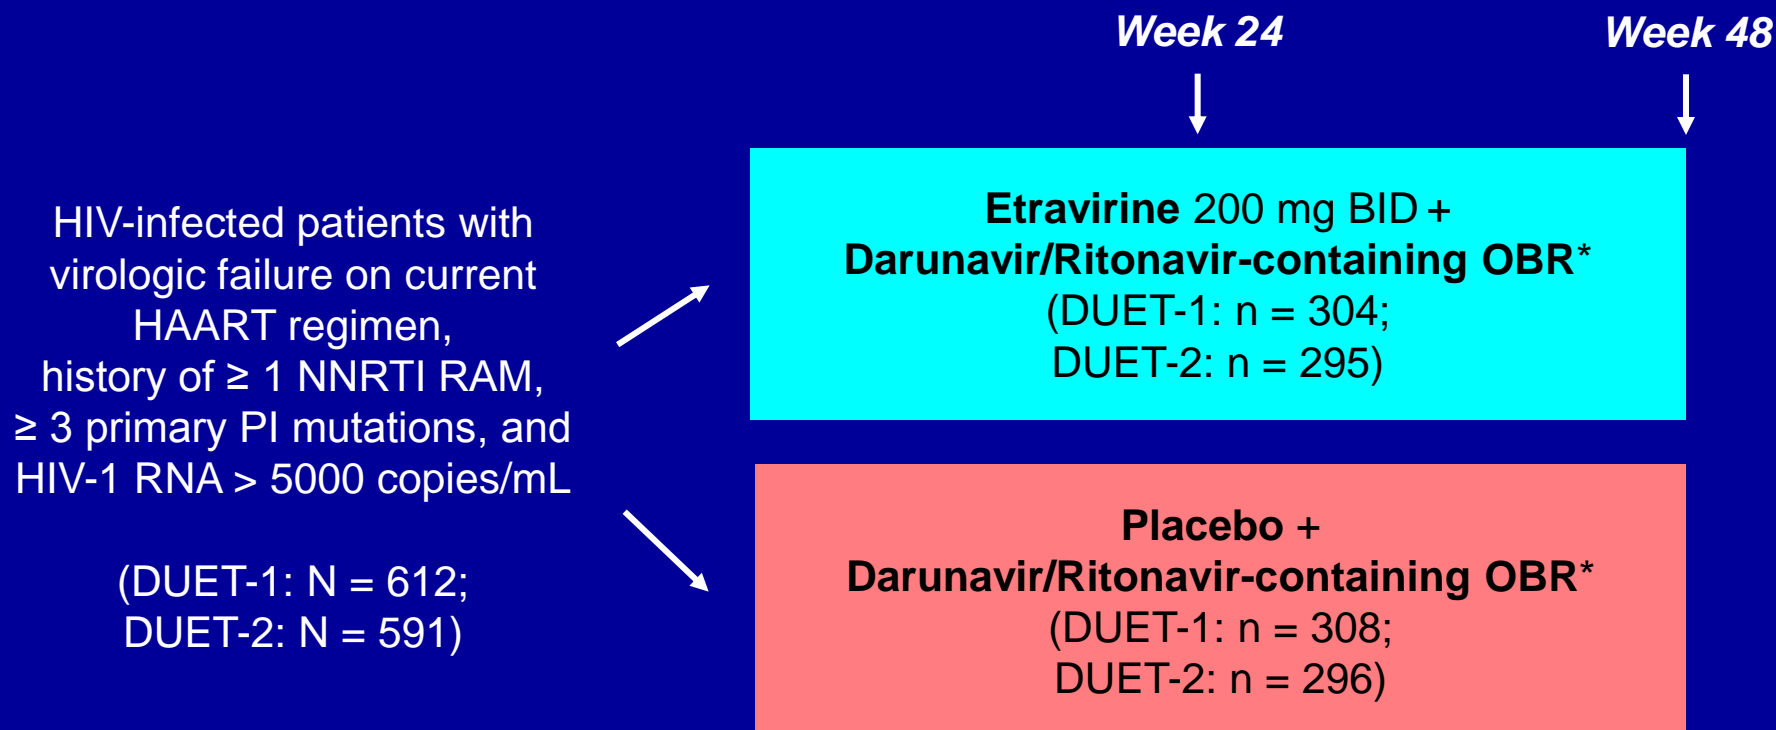 Week 24
Week 48
HIV-infected patients with
virologic failure on current
HAART regimen,
history of ≥ 1 NNRTI RAM,
≥ 3 primary PI mutations, and
HIV-1 RNA > 5000 copies/mL
(DUET-1: N = 612;
DUET-2: N = 591)
Etravirine 200 mg BID +
Darunavir/Ritonavir-containing OBR*
(DUET-1: n = 304;
DUET-2: n = 295)
Placebo +
Darunavir/Ritonavir-containing OBR*
(DUET-1: n = 308;
DUET-2: n = 296)